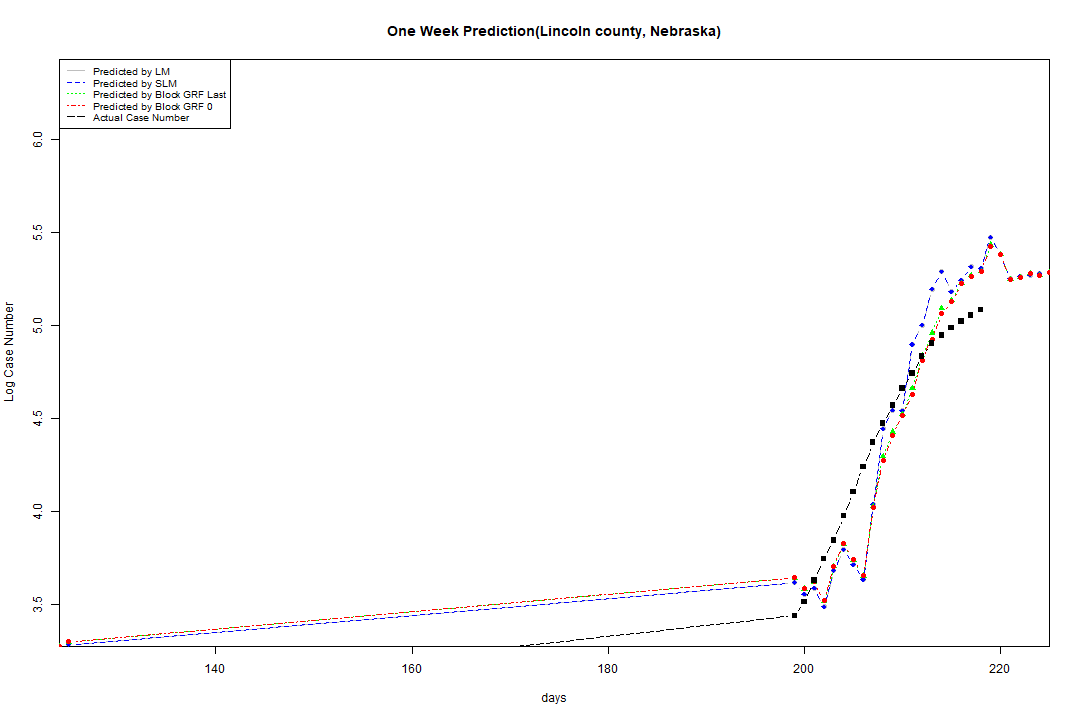 One Week Prediction(Lincoln county, Nebraska)
Predicted by LM
Predicted by SLM
Predicted by Block GRF Last
Predicted by Block GRF 0
Actual Case Number
6.0
5.5
5.0
4.5
4.0
3.5
Log Case Number
140
160
180
200
220
days